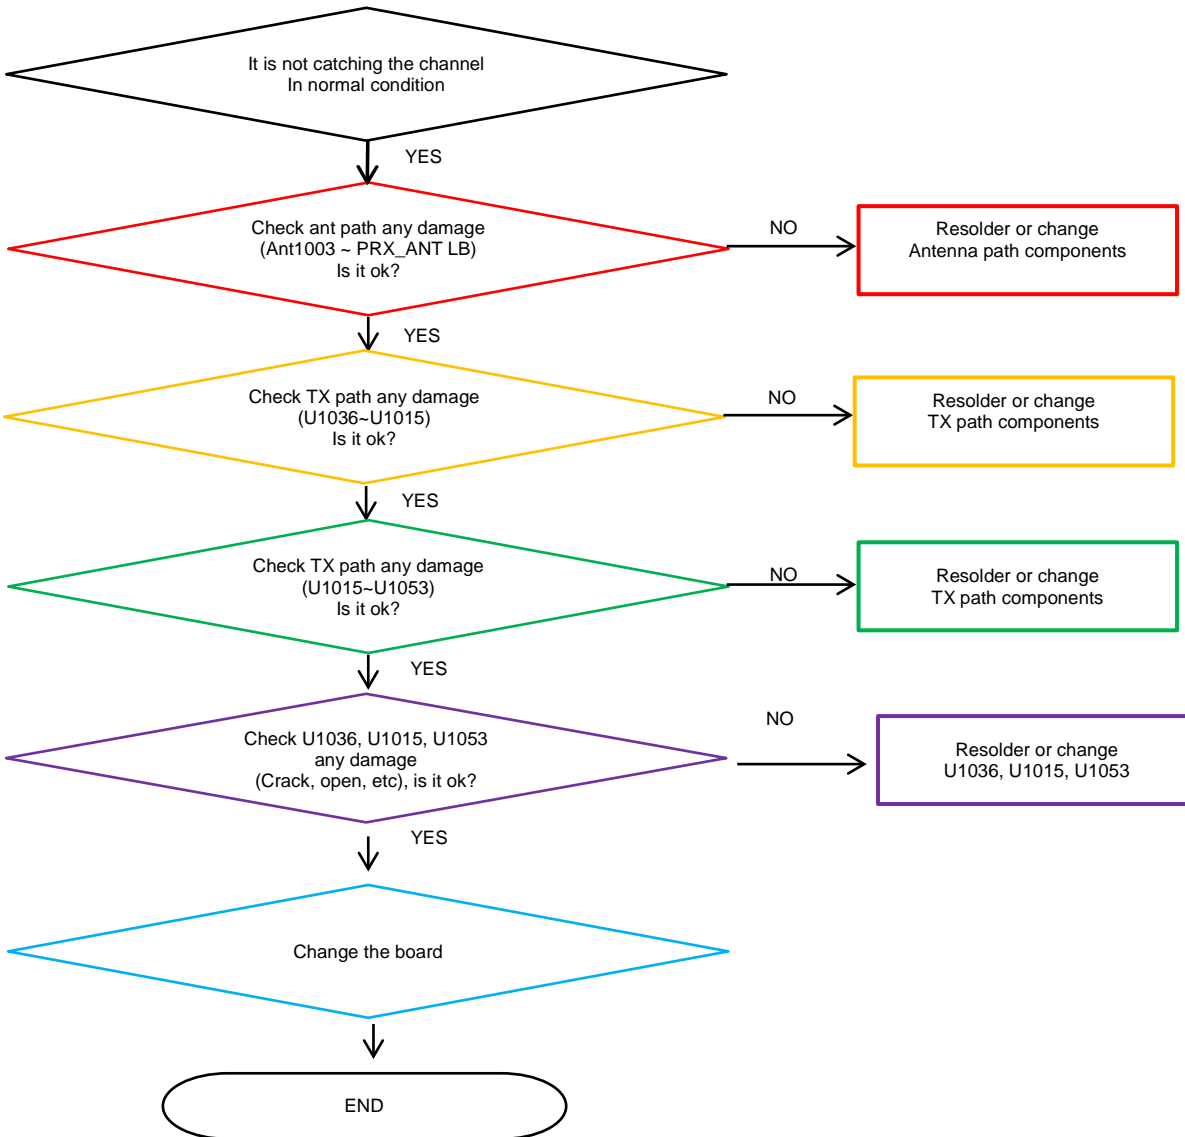 It is not catching the channel
In normal condition
YES
Check ant path any damage
(Ant1003 ~ PRX_ANT LB)
Is it ok?
NO
Resolder or change
Antenna path components
YES
Check TX path any damage
(U1036~U1015)
Is it ok?
NO
Resolder or change
TX path components
YES
Check TX path any damage
(U1015~U1053)
Is it ok?
NO
Resolder or change
TX path components
YES
Check U1036, U1015, U1053
any damage
(Crack, open, etc), is it ok?
NO
Resolder or change
U1036, U1015, U1053
YES
Change the board
END